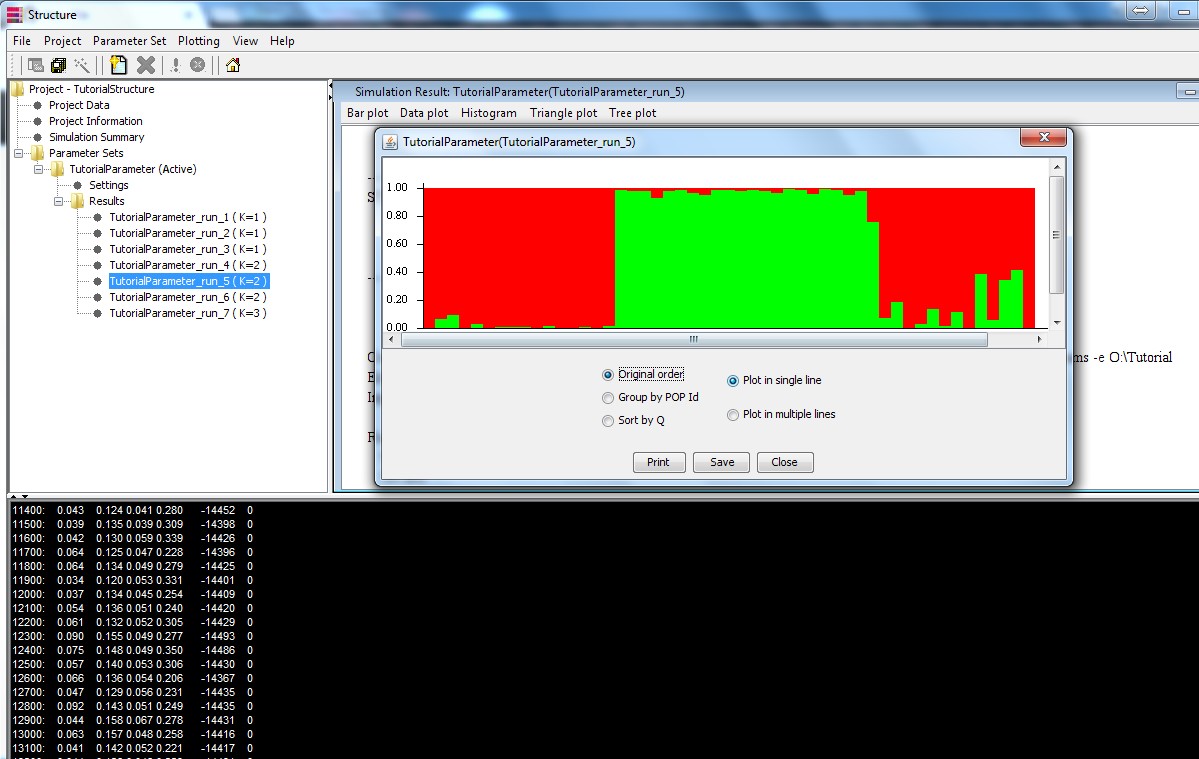 Structure
File Project Parameter Set Plotting View Help
Project - TutorialStructure
Project Data
Project Information
Simulation Summary
Parameter Sets
TutorialParameter (Active)
Settings
Results
TutorialParameter_run_1 ( K=1 )
TutorialParameter_run_2 ( K=1 )
TutorialParameter_run_3 ( K=1 )
TutorialParameter_run_4 ( K=2 )
TutorialParameter_run_5 ( K=2 )
TutorialParameter_run_6 ( K=2 )
TutorialParameter_run_7 ( K=3 )
Simulation Result: TutorialParameter(TutorialParameter_run_5)
Bar plot Data plot Histogram Triangle plot Tree plot
TutorialParameter(TutorialParameter_run_5)
1.00
0.80
0.60
0.40
0.20
0.00
ms -e O:\Tutorial
Original order
Group by POP Id
Sort by Q
Plot in single line
Plot in multiple lines
Print Save Close
11400: 0.043 0.124 0.041 0.280 -14452 0
11500: 0.039 0.135 0.039 0.309 -14398 0
11600: 0.042 0.130 0.059 0.339 -14426 0
11700: 0.064 0.125 0.047 0.228 -14396 0
11800: 0.064 0.134 0.049 0.279 -14425 0
11900: 0.034 0.120 0.053 0.331 -14401 0
12000: 0.037 0.134 0.045 0.254 -14409 0
12100: 0.054 0.136 0.051 0.240 -14420 0
12200: 0.061 0.132 0.052 0.305 -14429 0
12300: 0.090 0.155 0.049 0.277 -14493 0
12400: 0.075 0.148 0.049 0.350 -14486 0
12500: 0.057 0.140 0.053 0.306 -14430 0
12600: 0.066 0.136 0.054 0.206 -14367 0
12700: 0.047 0.129 0.056 0.231 -14435 0
12800: 0.092 0.143 0.051 0.249 -14435 0
12900: 0.044 0.158 0.067 0.278 -14431 0
13000: 0.063 0.157 0.048 0.258 -14416 0
13100: 0.041 0.142 0.052 0.221 -14417 0